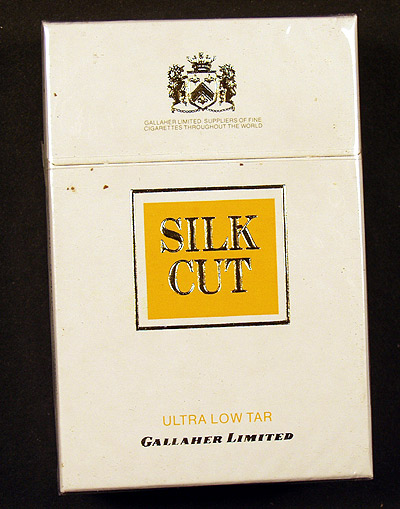 GALLAHER LIMITED. SUPPLIERS OF FINE
CIGARETTES THROUGHOUT THE WORLD
SILK
CUT
ULTRA LOW TAR
GALLAHER LIMITED